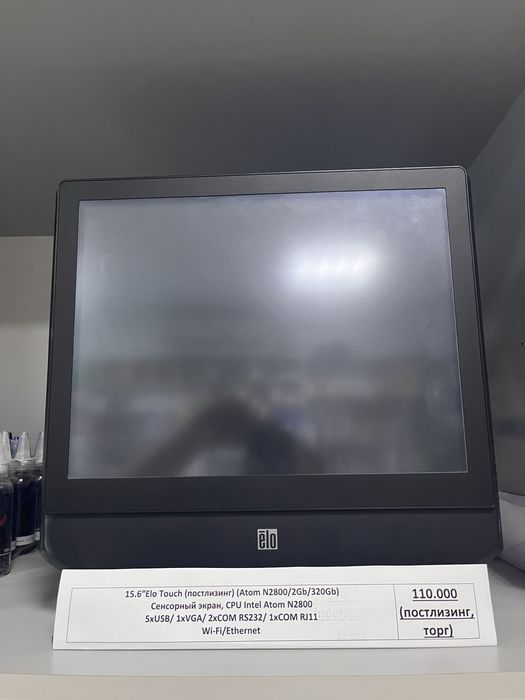 elo
15.6"Elo Touch (постлизинг) (Atom N2800/2Gb/320Gb)
Сенсорный экран, CPU Intel Atom N2800
5xUSB/ 1xVGA/ 2xCOM RS232/ 1xCOM RJ11
Wi-Fi/Ethernet
110.000
(постлизинг,
торг)